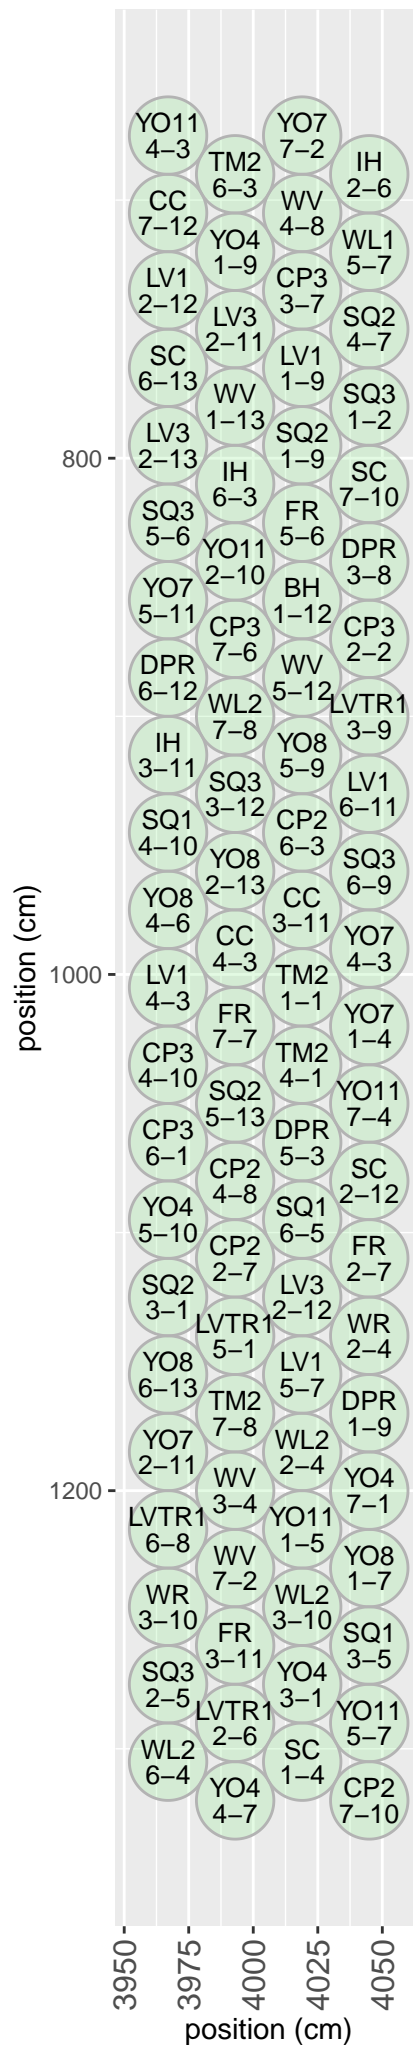 YO11
4–3
YO7
7–2
TM2
6–3
IH
2–6
CC
7–12
WV
4–8
YO4
1–9
WL1
5–7
LV1
2–12
CP3
3–7
LV3
2–11
SQ2
4–7
SC
6–13
LV1
1–9
WV
1–13
SQ3
1–2
LV3
2–13
SQ2
1–9
800
IH
6–3
SC
7–10
SQ3
5–6
FR
5–6
YO11
2–10
DPR
3–8
YO7
5–11
BH
1–12
CP3
7–6
CP3
2–2
DPR
6–12
WV
5–12
WL2
7–8
LVTR1
3–9
IH
3–11
YO8
5–9
SQ3
3–12
LV1
6–11
SQ1
4–10
CP2
6–3
YO8
2–13
SQ3
6–9
YO8
4–6
CC
3–11
CC
4–3
YO7
4–3
position (cm)
1000
LV1
4–3
TM2
1–1
FR
7–7
YO7
1–4
CP3
4–10
TM2
4–1
SQ2
5–13
YO11
7–4
CP3
6–1
DPR
5–3
CP2
4–8
SC
2–12
YO4
5–10
SQ1
6–5
CP2
2–7
FR
2–7
SQ2
3–1
LV3
2–12
LVTR1
5–1
WR
2–4
YO8
6–13
LV1
5–7
TM2
7–8
DPR
1–9
YO7
2–11
WL2
2–4
1200
WV
3–4
YO4
7–1
LVTR1
6–8
YO11
1–5
WV
7–2
YO8
1–7
WR
3–10
WL2
3–10
FR
3–11
SQ1
3–5
SQ3
2–5
YO4
3–1
LVTR1
2–6
YO11
5–7
WL2
6–4
SC
1–4
YO4
4–7
CP2
7–10
3950
3975
4000
4025
4050
position (cm)